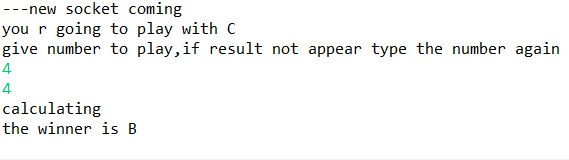 ---new socket coming
you r going to play with C
give number to play,if result not appear type the number again
4
4
calculating
the winner is B